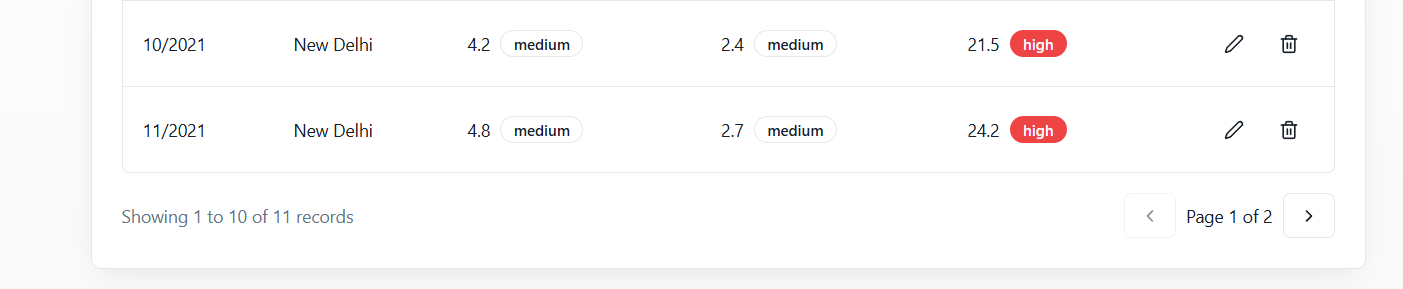 10/2021 New Delhi 4.2 medium 2.4 medium 21.5 high
11/2021 New Delhi 4.8 medium 2.7 medium 24.2 high
Showing 1 to 10 of 11 records Page 1 of 2